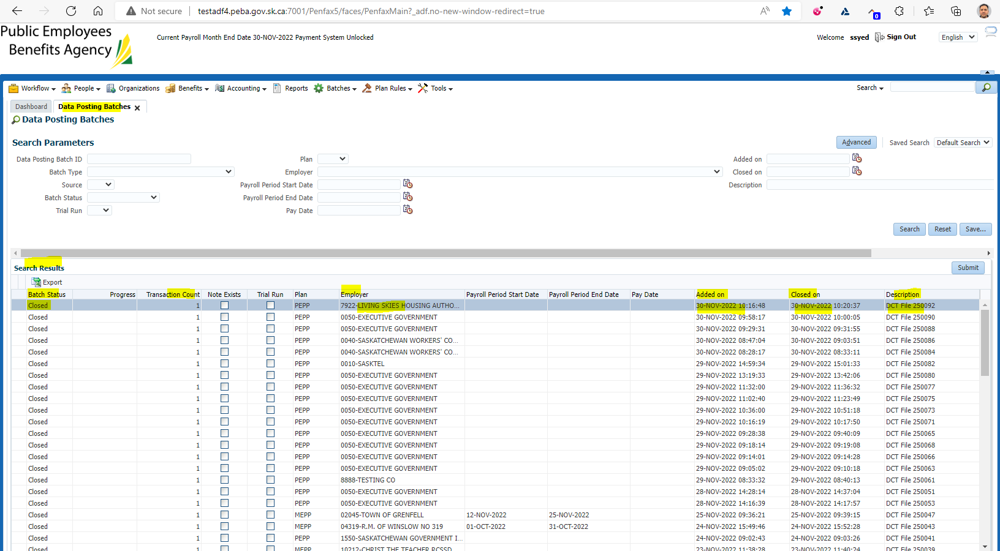 Not secure | testadf4.peba.gov.sk.ca:7001/Penfax5/faces/PenfaxMain?_adf.no-new-window-redirect=true
0
Public Employees
Benefits Agency
Current Payroll Month End Date 30-NOV-2022 Payment System Unlocked
Welcome ssyed Sign Out English
Workflow People Organizations Benefits Accounting Reports Batches Plan Rules Tools Search
Dashboard Data Posting Batches
Data Posting Batches
Search Parameters
Advanced Saved Search Default Search
Data Posting Batch ID Plan Added on
Batch Type Employer Closed on
Source Payroll Period Start Date Description
Batch Status Payroll Period End Date
Trial Run Pay Date
Search Reset Save...
Search Results
Submit
Export
Batch Status Progress Transaction Count Note Exists Trial Run Plan Employer Payroll Period Start Date Payroll Period End Date Pay Date Added on Closed on Description
Closed 1 PEPP 7922-LIVING SKIES HOUSING AUTHO... 30-NOV-2022 10:16:48 30-NOV-2022 10:20:37 DCT File 250092
Closed 1 PEPP 0050-EXECUTIVE GOVERNMENT 30-NOV-2022 09:58:17 30-NOV-2022 10:00:05 DCT File 250090
Closed 1 PEPP 0050-EXECUTIVE GOVERNMENT 30-NOV-2022 09:29:31 30-NOV-2022 09:31:55 DCT File 250088
Closed 1 PEPP 0040-SASKATCHEWAN WORKERS' CO... 30-NOV-2022 08:47:04 30-NOV-2022 09:03:51 DCT File 250086
Closed 1 PEPP 0040-SASKATCHEWAN WORKERS' CO... 30-NOV-2022 08:28:17 30-NOV-2022 08:33:11 DCT File 250084
Closed 1 PEPP 0010-SASKTEL 29-NOV-2022 14:59:34 29-NOV-2022 15:01:33 DCT File 250082
Closed 1 PEPP 0050-EXECUTIVE GOVERNMENT 29-NOV-2022 13:19:33 29-NOV-2022 13:42:06 DCT File 250080
Closed 1 PEPP 0050-EXECUTIVE GOVERNMENT 29-NOV-2022 11:32:00 29-NOV-2022 11:36:32 DCT File 250077
Closed 1 PEPP 0050-EXECUTIVE GOVERNMENT 29-NOV-2022 11:02:40 29-NOV-2022 11:23:49 DCT File 250075
Closed 1 PEPP 0050-EXECUTIVE GOVERNMENT 29-NOV-2022 10:36:00 29-NOV-2022 10:51:18 DCT File 250073
Closed 1 PEPP 0050-EXECUTIVE GOVERNMENT 29-NOV-2022 10:16:19 29-NOV-2022 10:17:50 DCT File 250071
Closed 1 PEPP 0050-EXECUTIVE GOVERNMENT 29-NOV-2022 09:28:38 29-NOV-2022 09:40:09 DCT File 250065
Closed 1 PEPP 0050-EXECUTIVE GOVERNMENT 29-NOV-2022 09:18:14 29-NOV-2022 09:19:08 DCT File 250068
Closed 1 PEPP 0050-EXECUTIVE GOVERNMENT 29-NOV-2022 09:14:01 29-NOV-2022 09:14:28 DCT File 250066
Closed 1 PEPP 0050-EXECUTIVE GOVERNMENT 29-NOV-2022 09:05:02 29-NOV-2022 09:10:18 DCT File 250063
Closed 1 PEPP 8888-TESTING CO 29-NOV-2022 08:33:32 29-NOV-2022 08:40:13 DCT File 250061
Closed 1 PEPP 0050-EXECUTIVE GOVERNMENT 28-NOV-2022 14:28:14 28-NOV-2022 14:37:04 DCT File 250051
Closed 1 PEPP 0050-EXECUTIVE GOVERNMENT 28-NOV-2022 14:16:39 28-NOV-2022 14:17:57 DCT File 250053
Closed 1 MEPP 02045-TOWN OF GRENFELL 12-NOV-2022 25-NOV-2022 25-NOV-2022 09:36:21 25-NOV-2022 09:39:15 DCT File 250047
Closed 1 MEPP 04319-R.M. OF WINSLOW NO 319 01-OCT-2022 31-OCT-2022 24-NOV-2022 15:49:46 24-NOV-2022 15:52:28 DCT File 250043
Closed 1 PEPP 1550-SASKATCHEWAN GOVERNMENT I... 24-NOV-2022 09:02:43 24-NOV-2022 09:03:26 DCT File 250041
Closed 1 MEPP 10212-CHRIST THE TEACHER RCSSD 23-NOV-2022 11:38:28 23-NOV-2022 11:40:24 DCT File 250039